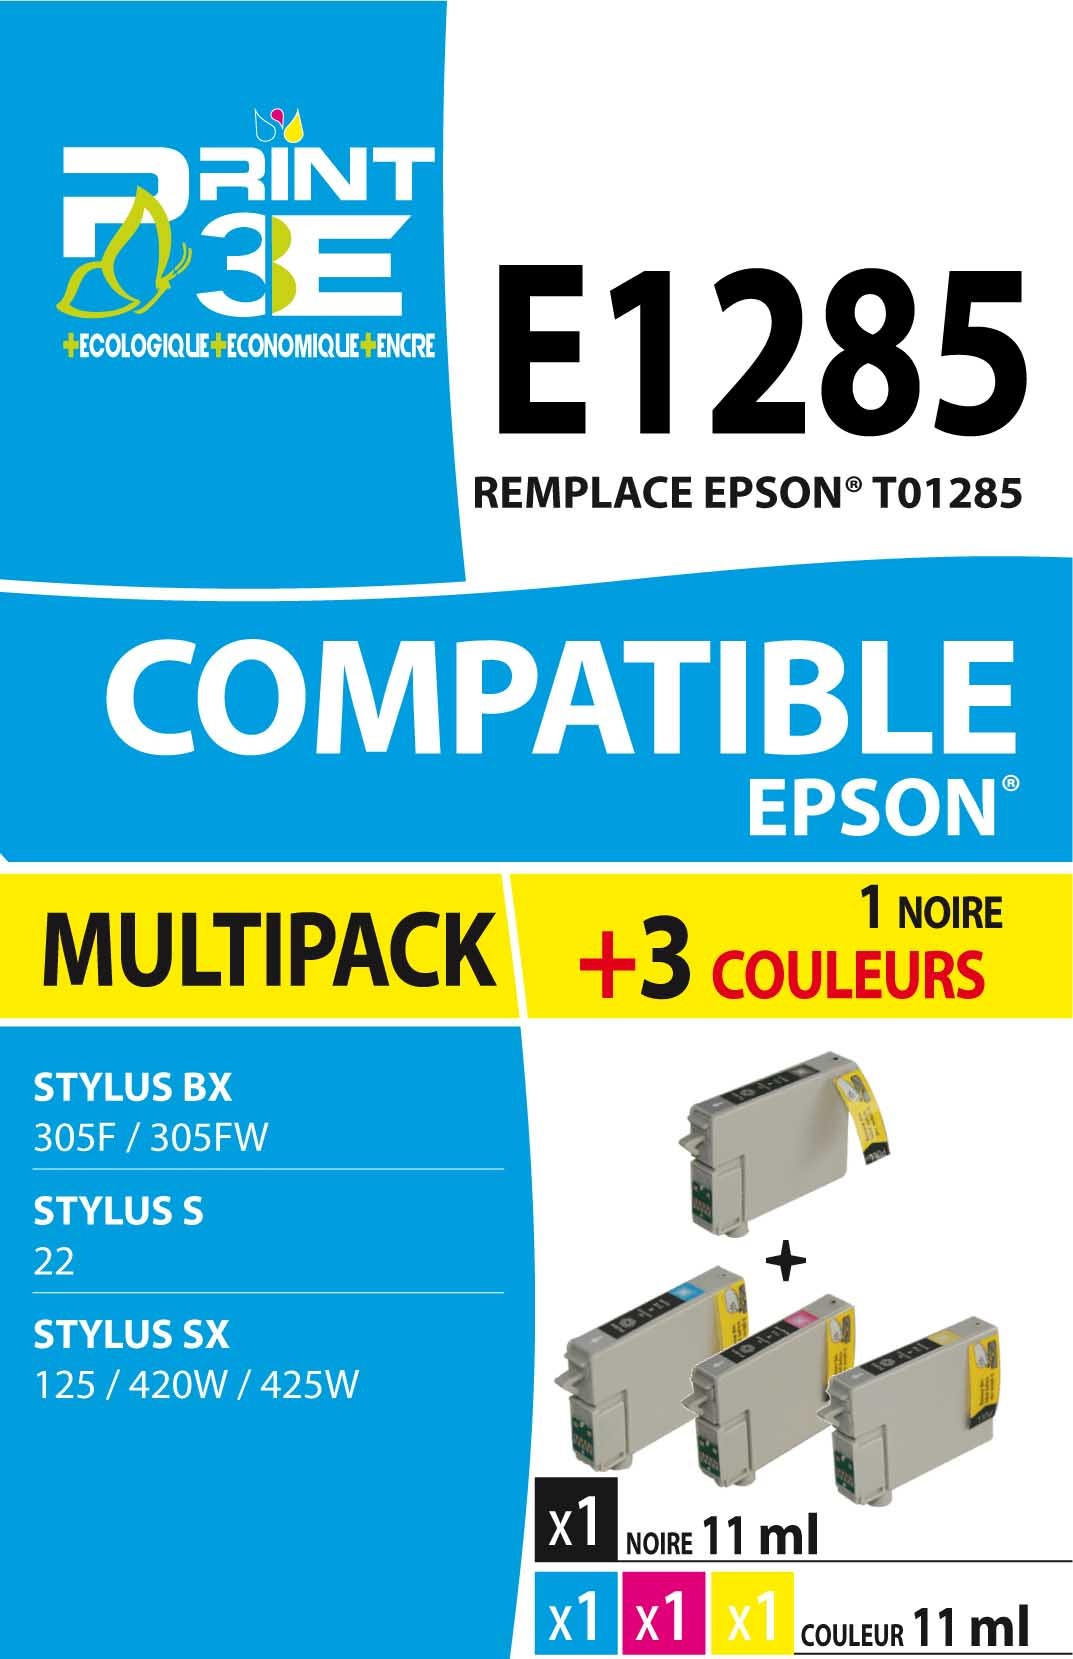 PRINT
3E
+ECOLOGIQUE+ECONOMIQUE+ENCRE
E1285
REMPLACE EPSON® T01285
COMPATIBLE
EPSON®
MULTIPACK
1 NOIRE
+3 COULEURS
STYLUS BX
305F / 305FW
STYLUS S
22
STYLUS SX
125 / 420W / 425W
x1 NOIRE 11 ml
x1 x1 x1 COULEUR 11 ml